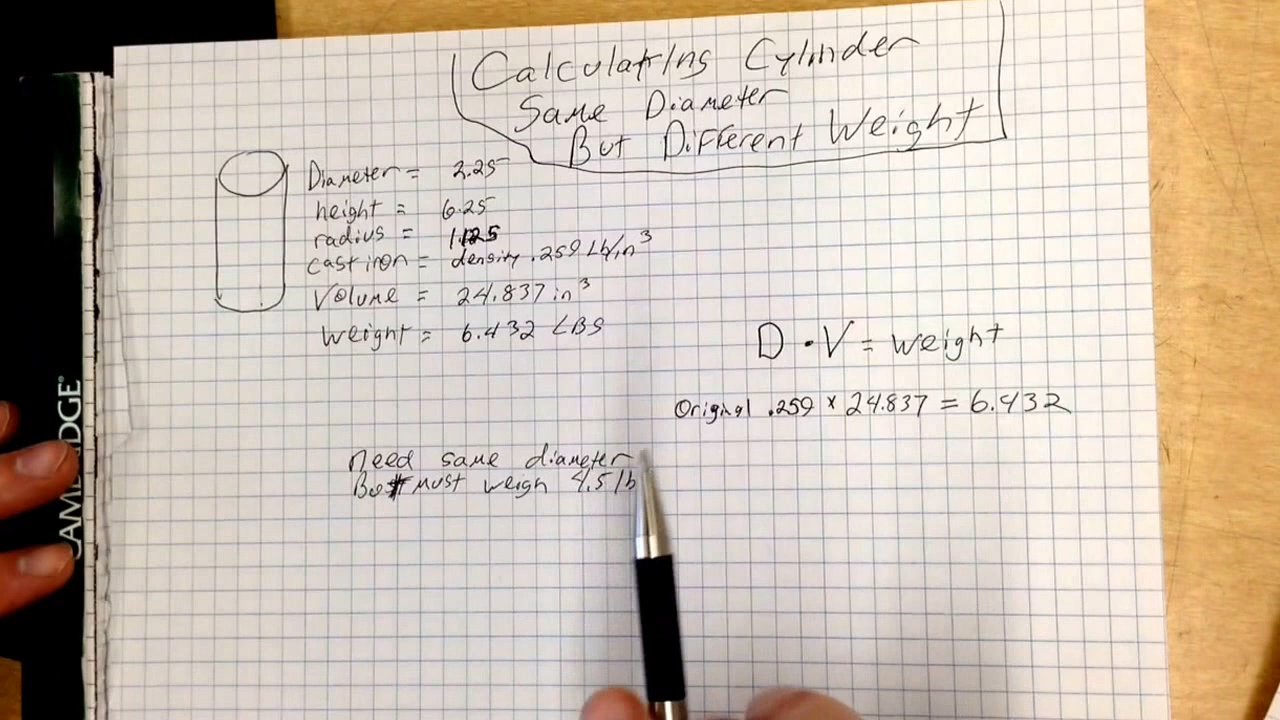 Calculating Cylinder
Same Diameter
But Different Weight
Diameter = 2.25
height = 6.25
radius = 1.125
cast iron = density .259 Lb/in³
Volume = 24.837 in³
weight = 6.432 LBS
D · V = weight
Original .259 × 24.837 = 6.432
need same diameter
But must weigh 4.5 lb
CAMBRIDGE